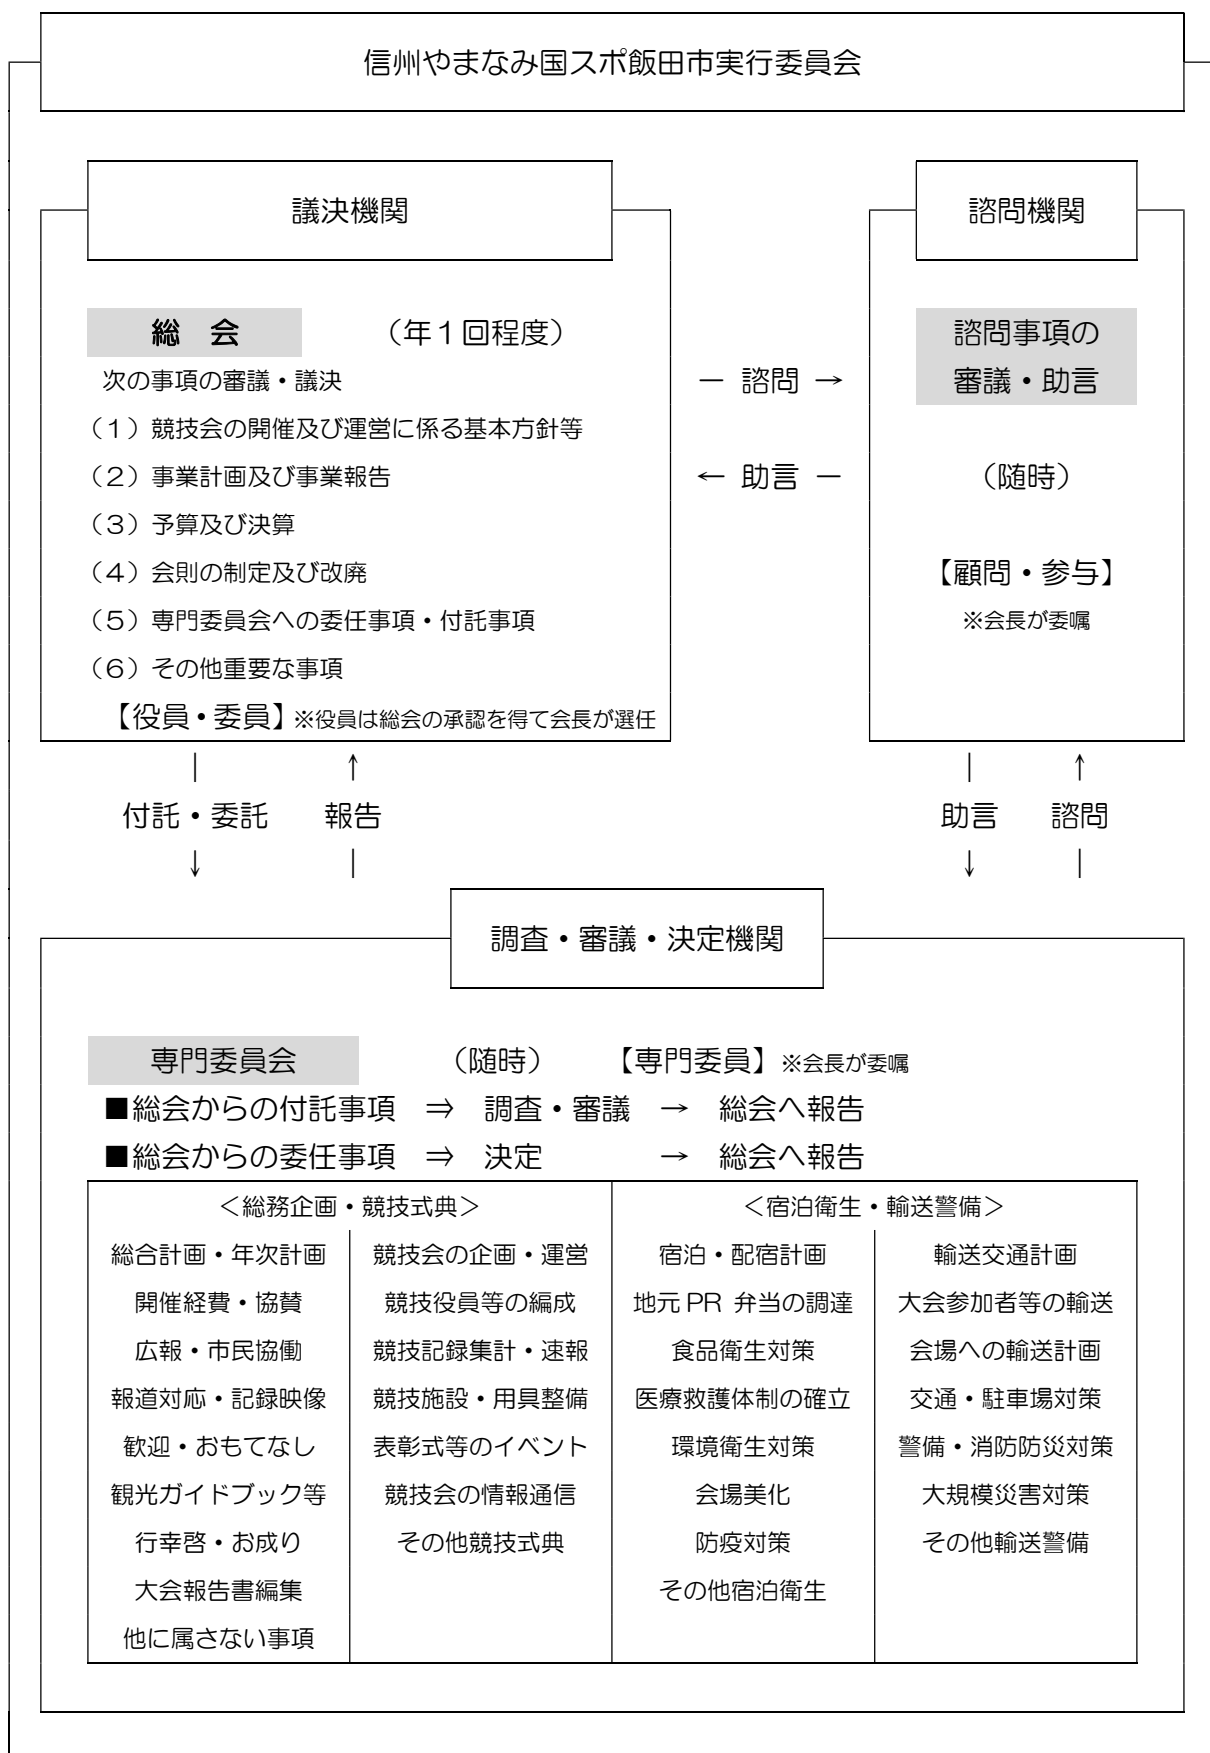 信州やまなみ国スポ飯田市実行委員会
議決機関
総　会　（年１回程度）
次の事項の審議・議決
（１）競技会の開催及び運営に係る基本方針等
（２）事業計画及び事業報告
（３）予算及び決算
（４）会則の制定及び改廃
（５）専門委員会への委任事項・付託事項
（６）その他重要な事項
【役員・委員】※役員は総会の承認を得て会長が選任
― 諮問 →
← 助言 ―
諮問機関
諮問事項の
審議・助言
（随時）
【顧問・参与】
※会長が委嘱
｜　↑
付託・委託　報告
↓　｜
｜　↑
助言　諮問
↓　｜
調査・審議・決定機関
専門委員会　（随時）　【専門委員】※会長が委嘱
■総会からの付託事項　⇒　調査・審議　→　総会へ報告
■総会からの委任事項　⇒　決定　→　総会へ報告
＜総務企画・競技式典＞
総合計画・年次計画
開催経費・協賛
広報・市民協働
報道対応・記録映像
歓迎・おもてなし
観光ガイドブック等
行幸啓・お成り
大会報告書編集
他に属さない事項
競技会の企画・運営
競技役員等の編成
競技記録集計・速報
競技施設・用具整備
表彰式等のイベント
競技会の情報通信
その他競技式典
＜宿泊衛生・輸送警備＞
宿泊・配宿計画
地元 PR 弁当の調達
食品衛生対策
医療救護体制の確立
環境衛生対策
会場美化
防疫対策
その他宿泊衛生
輸送交通計画
大会参加者等の輸送
会場への輸送計画
交通・駐車場対策
警備・消防防災対策
大規模災害対策
その他輸送警備